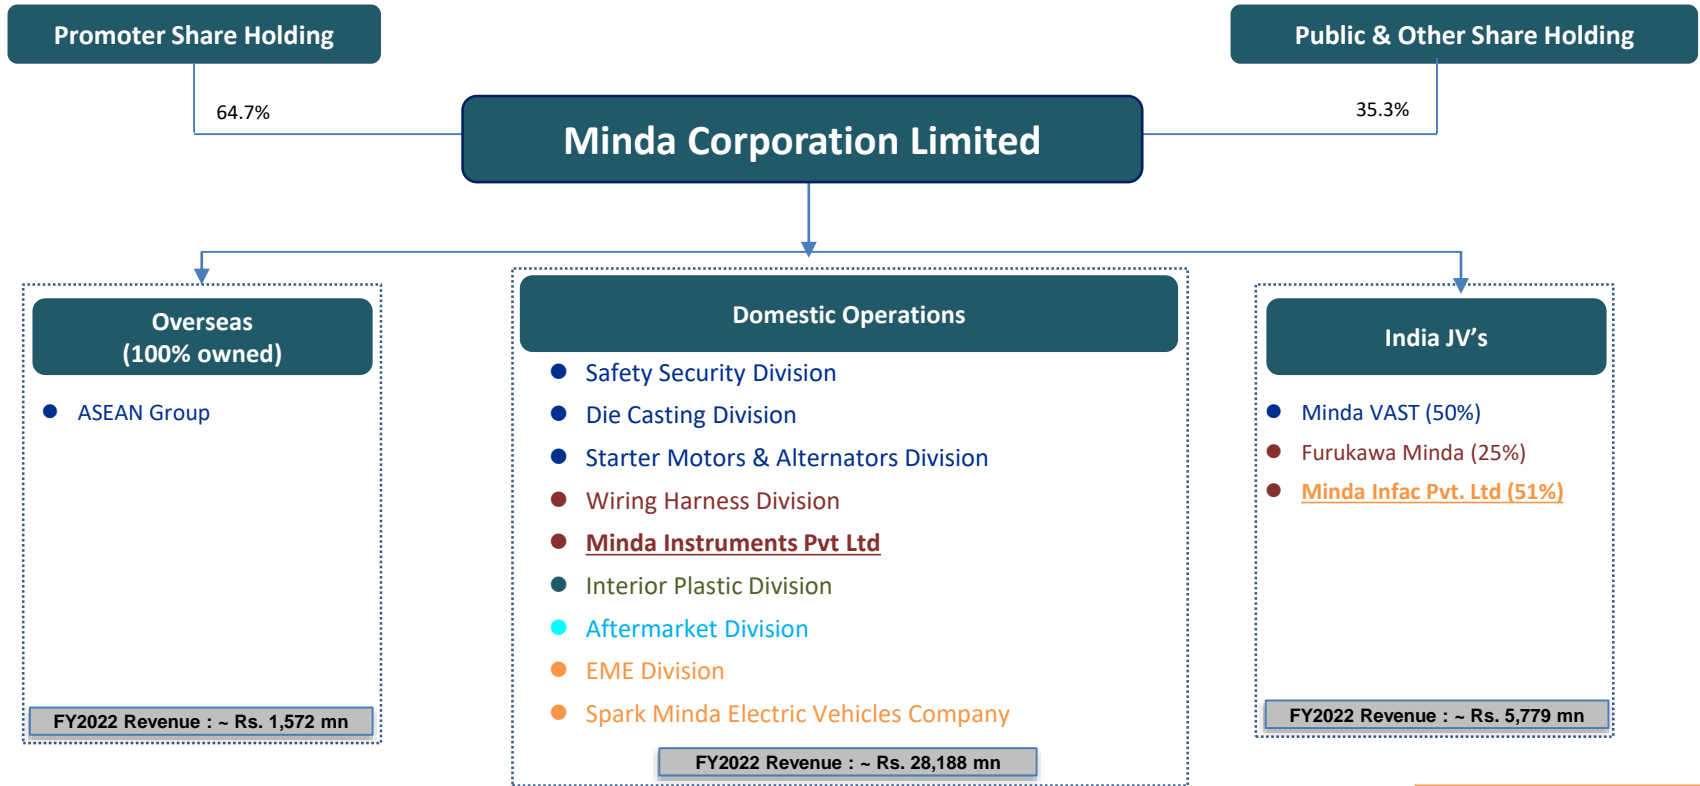 Promoter Share Holding
Public & Other Share Holding
64.7%
35.3%
Minda Corporation Limited
Overseas
(100% owned)
ASEAN Group
FY2022 Revenue : ~ Rs. 1,572 mn
Domestic Operations
Safety Security Division
Die Casting Division
Starter Motors & Alternators Division
Wiring Harness Division
Minda Instruments Pvt Ltd
Interior Plastic Division
Aftermarket Division
EME Division
Spark Minda Electric Vehicles Company
FY2022 Revenue : ~ Rs. 28,188 mn
India JV’s
Minda VAST (50%)
Furukawa Minda (25%)
Minda Infac Pvt. Ltd (51%)
FY2022 Revenue : ~ Rs. 5,779 mn